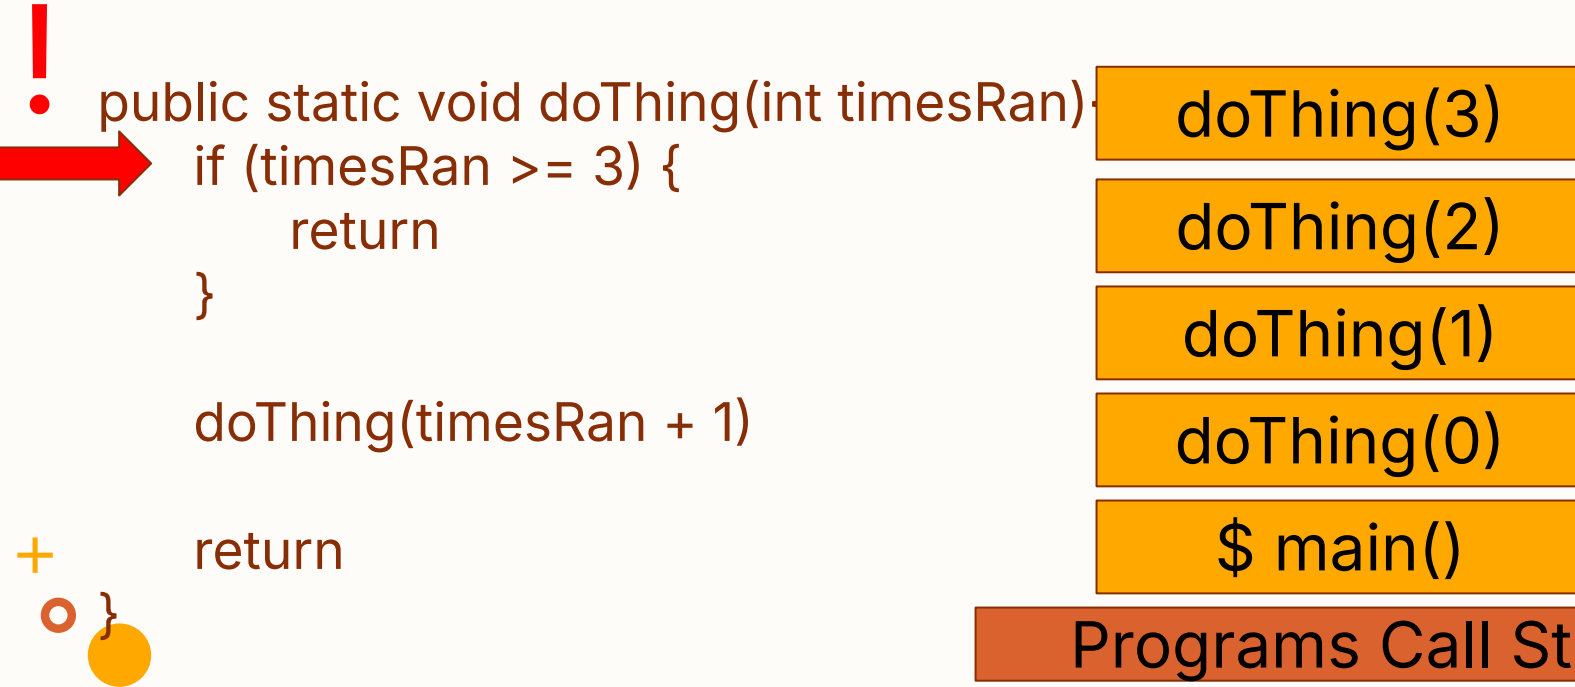 !
public static void doThing(int timesRan){
if (timesRan >= 3) {
return
}
doThing(timesRan + 1)
return
}
doThing(3)
doThing(2)
doThing(1)
doThing(0)
$ main()
Programs Call St